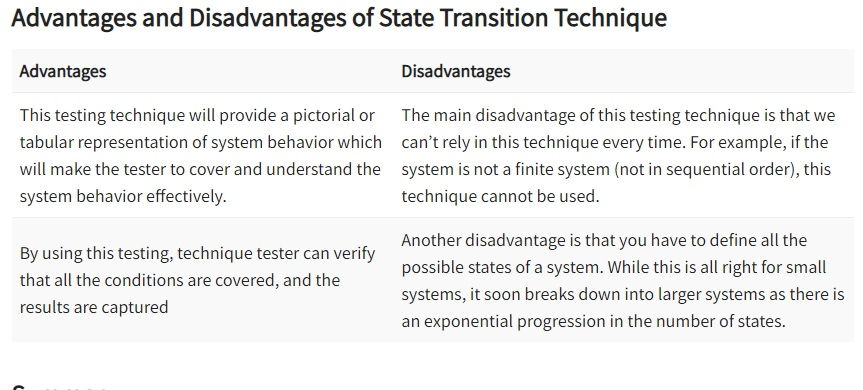 Advantages and Disadvantages of State Transition Technique
Advantages
Disadvantages
This testing technique will provide a pictorial or
tabular representation of system behavior which
will make the tester to cover and understand the
system behavior effectively.
The main disadvantage of this testing technique is that we
can't rely in this technique every time. For example, if the
system is not a finite system (not in sequential order), this
technique cannot be used.
By using this testing, technique tester can verify
that all the conditions are covered, and the
results are captured
Another disadvantage is that you have to define all the
possible states of a system. While this is all right for small
systems, it soon breaks down into larger systems as there is
an exponential progression in the number of states.